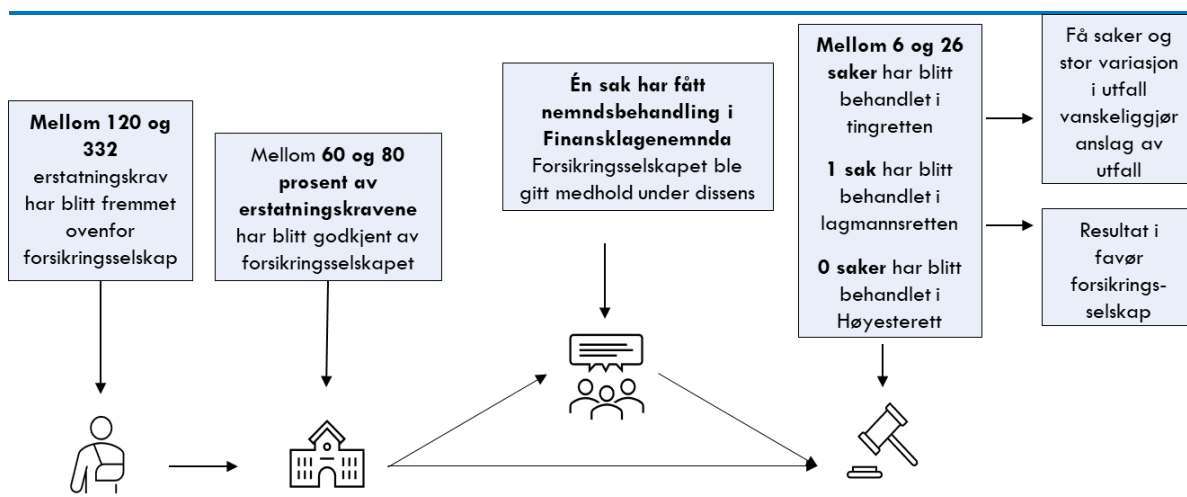 Mellom 120 og
332
erstatningskrav
har blitt fremmet
ovenfor
forsikringsselskap
Mellom 60 og 80
prosent av
erstatningskravene
har blitt godkjent av
forsikringsselskapet
Én sak har fått
nemndsbehandling i
Finansklagenemnda
Forsikringsselskapet ble
gitt medhold under dissens
Mellom 6 og 26
saker har blitt
behandlet i
tingretten
1 sak har blitt
behandlet i
lagmannsretten
0 saker har blitt
behandlet i
Høyesterett
Få saker og
stor variasjon
i utfall
vanskeliggjør
anslag av
utfall
Resultat i
favør
forsikrings-
selskap